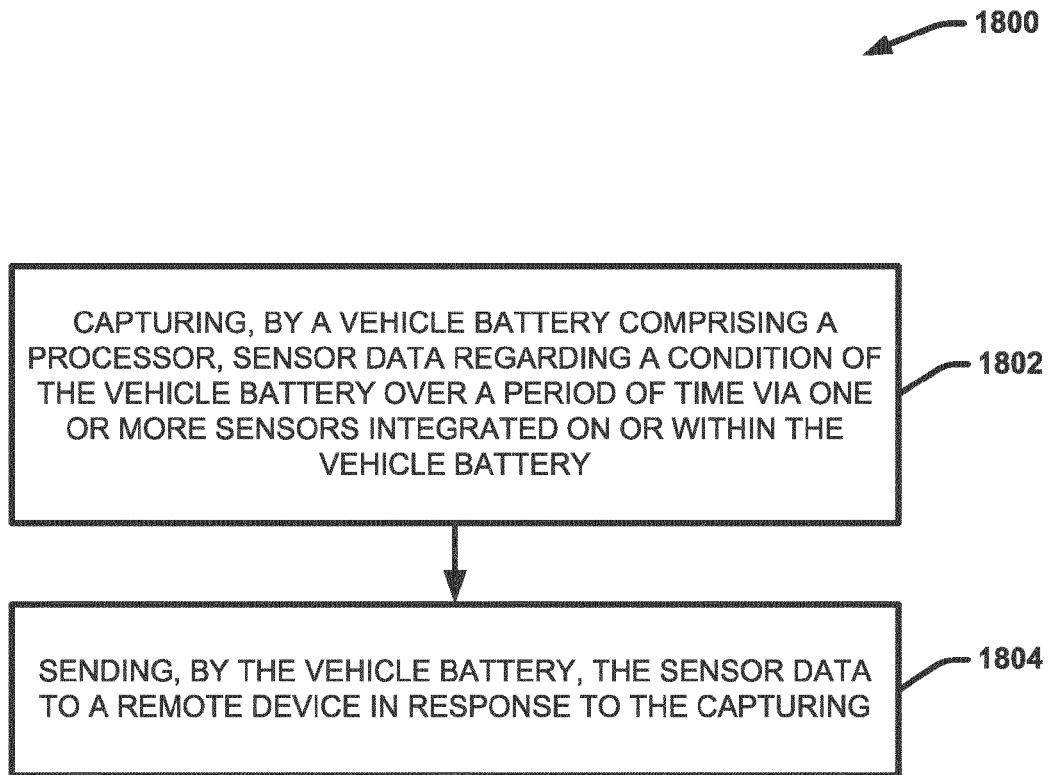 1800
CAPTURING, BY A VEHICLE BATTERY COMPRISING A
PROCESSOR, SENSOR DATA REGARDING A CONDITION OF
THE VEHICLE BATTERY OVER A PERIOD OF TIME VIA ONE
OR MORE SENSORS INTEGRATED ON OR WITHIN THE
VEHICLE BATTERY
1802
SENDING, BY THE VEHICLE BATTERY, THE SENSOR DATA
TO A REMOTE DEVICE IN RESPONSE TO THE CAPTURING
1804